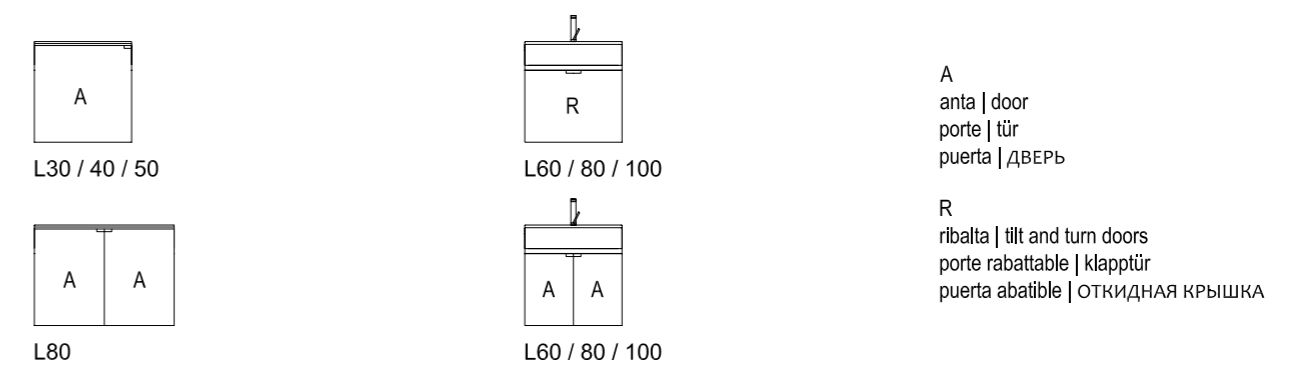 A
L30 / 40 / 50
A A
L80
R
L60 / 80 / 100
A A
L60 / 80 / 100
A
anta | door
porte | tür
puerta | ДВЕРЬ
R
ribalta | tilt and turn doors
porte rabattable | klapptür
puerta abatible | ОТКИДНАЯ КРЫШКА